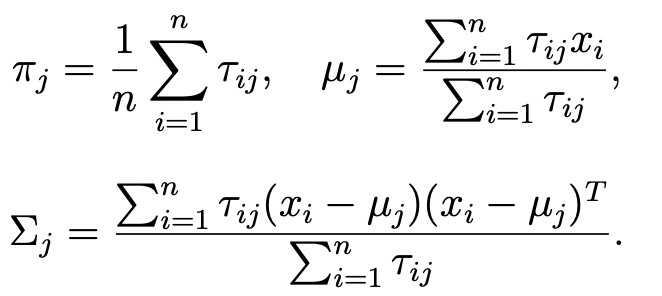 $\pi_j = \frac{1}{n} \sum_{i=1}^{n} \tau_{ij}, \quad \mu_j = \frac{\sum_{i=1}^{n} \tau_{ij} x_i}{\sum_{i=1}^{n} \tau_{ij}},$
$\Sigma_j = \frac{\sum_{i=1}^{n} \tau_{ij} (x_i - \mu_j)(x_i - \mu_j)^T}{\sum_{i=1}^{n} \tau_{ij}}.$